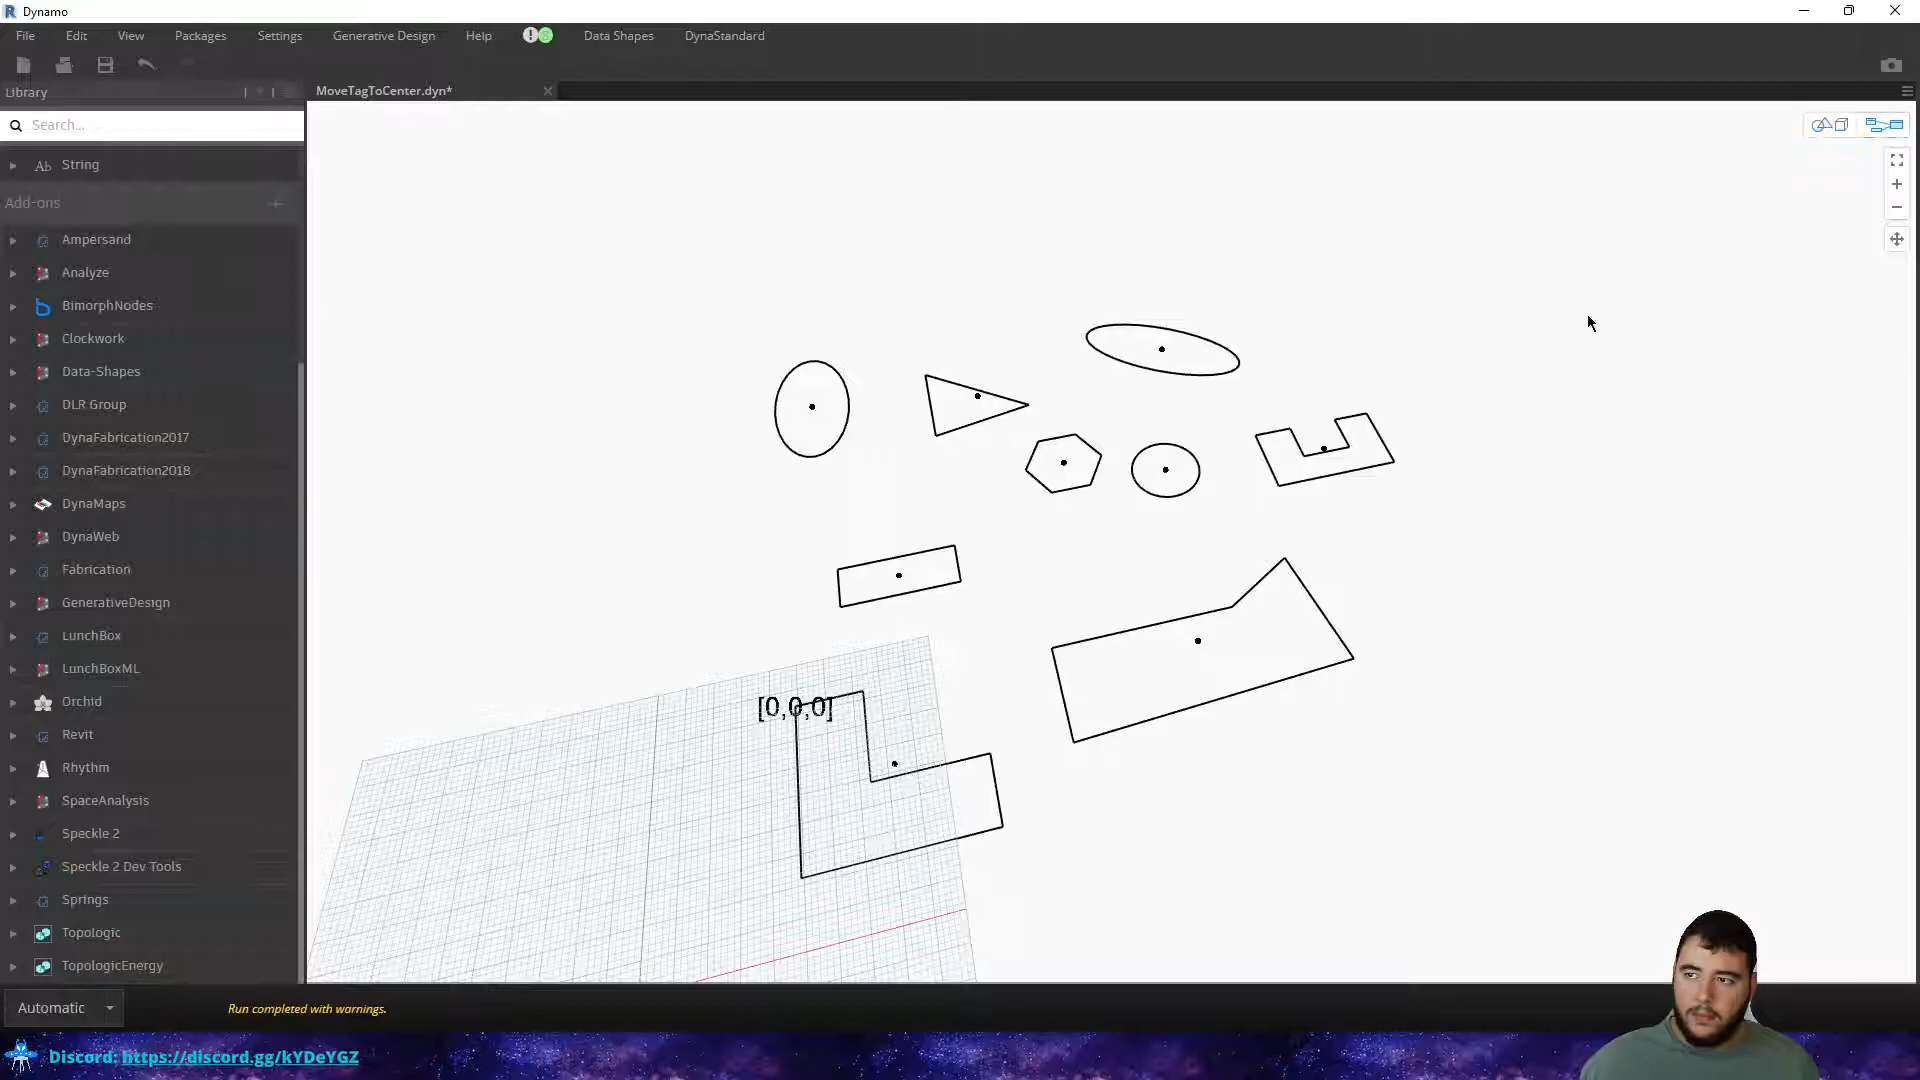 Dynamo
File Edit View Packages Settings Generative Design Help Data Shapes DynaStandard
Library
MoveTagToCenter.dyn*
Search...
String
Add-ons
Ampersand
Analyze
BimorphNodes
Clockwork
Data-Shapes
DLR Group
DynaFabrication2017
DynaFabrication2018
DynaMaps
DynaWeb
Fabrication
GenerativeDesign
LunchBox
LunchBoxML
Orchid
Revit
Rhythm
SpaceAnalysis
Speckle 2
Speckle 2 Dev Tools
Springs
Topologic
TopologicEnergy
[0,0,0]
Automatic
Run completed with warnings.
Discord: https://discord.gg/kYDeYGZ